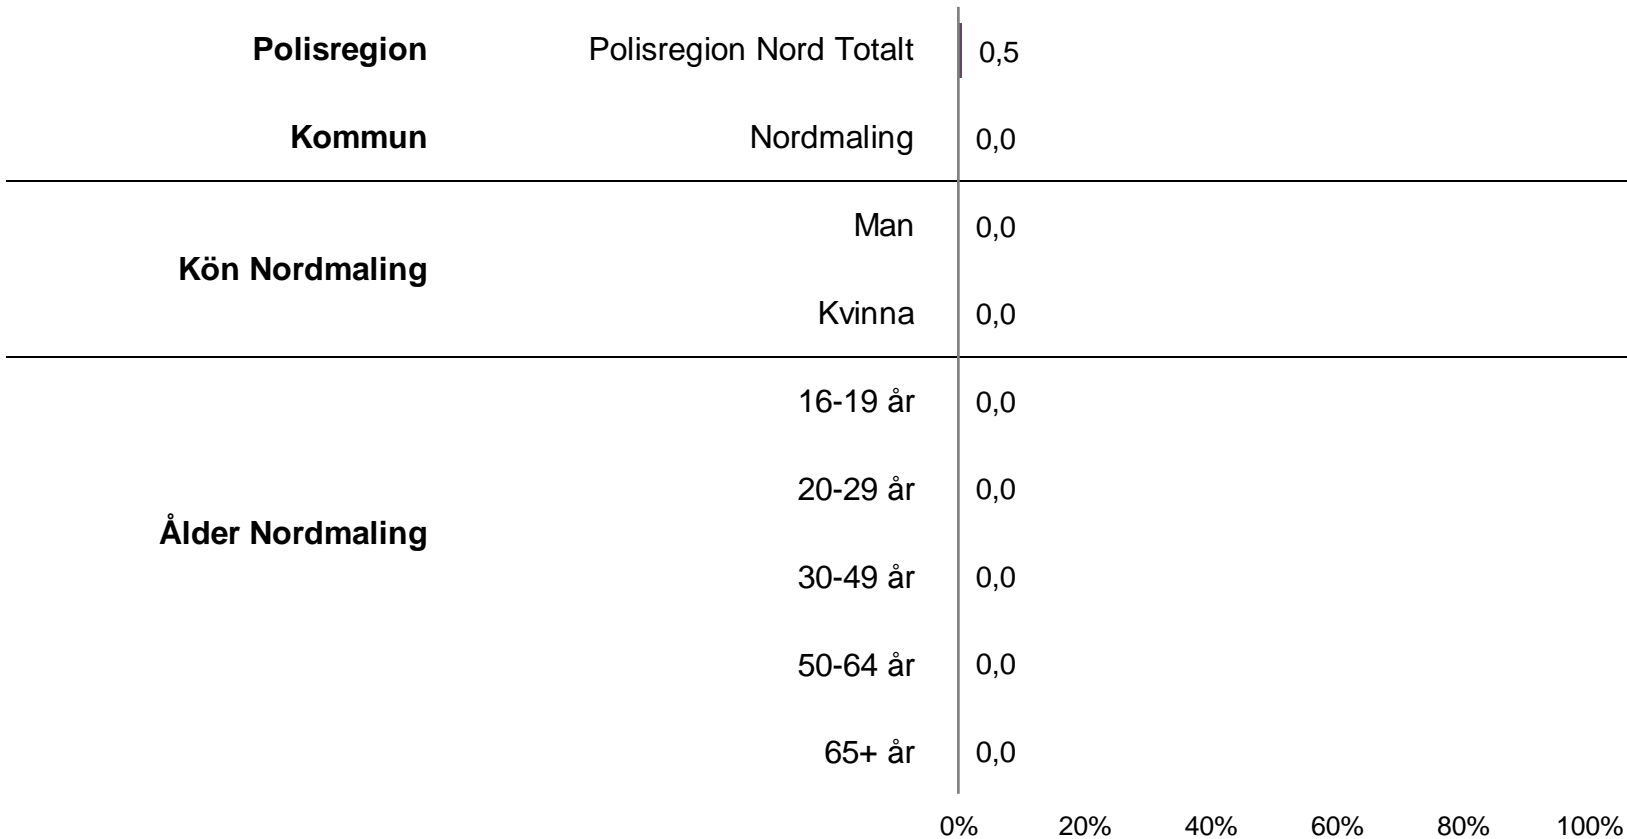 Polisregion Polisregion Nord Totalt 0,5
Kommun Nordmaling 0,0
Man 0,0
Kön Nordmaling
Kvinna 0,0
16-19 år 0,0
20-29 år 0,0
Ålder Nordmaling
30-49 år 0,0
50-64 år 0,0
65+ år 0,0
0% 20% 40% 60% 80% 100%